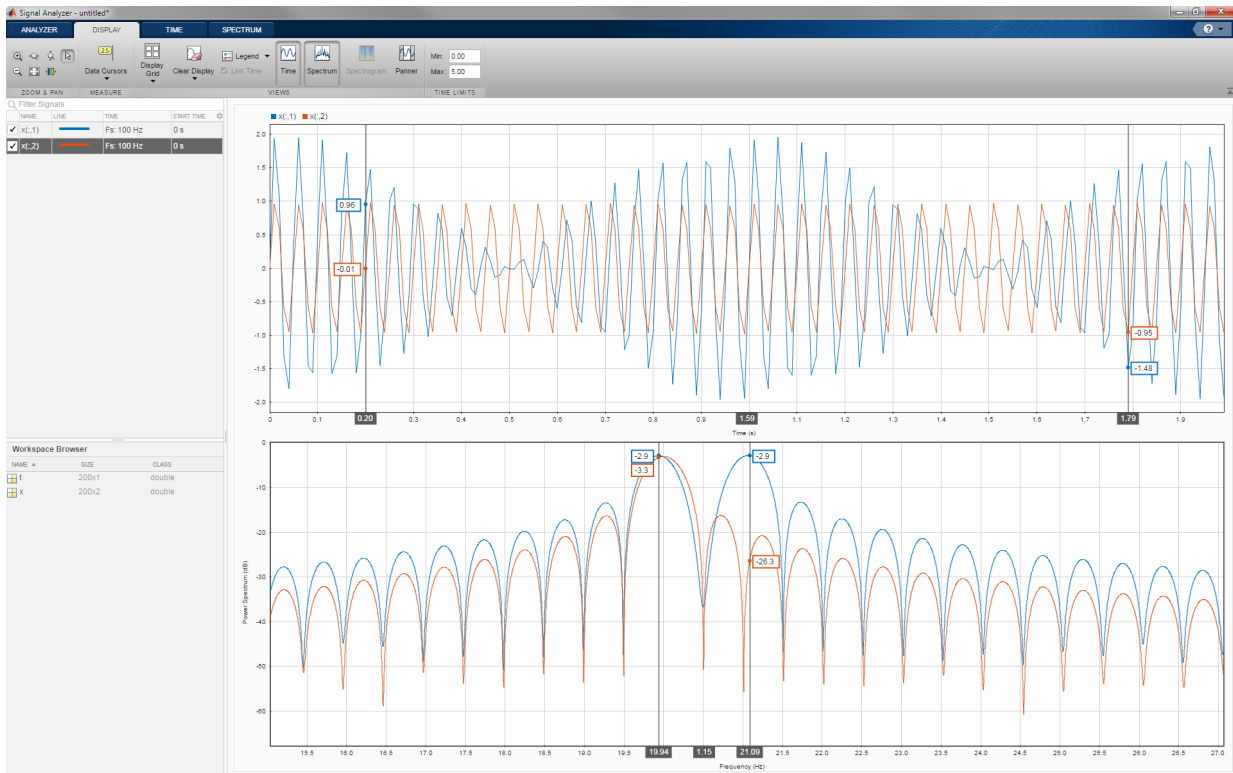 Signal Analyzer - untitled*
ANALYZER DISPLAY TIME SPECTRUM
?
25
Data Cursors
Display Grid
Clear Display
Legend
Link Time
Time
Spectrum
Spectrogram
Panner
Min: 0.00
Max: 5.00
ZOOM & PAN MEASURE VIEWS TIME LIMITS
Filter Signals
NAME LINE TIME START TIME
x(:,1) Fs: 100 Hz 0 s
x(:,2) Fs: 100 Hz 0 s
Workspace Browser
NAME SIZE CLASS
t 200x1 double
x 200x2 double
x(:,1) x(:,2)
2.0
1.5
1.0
0.5
0
-0.5
-1.0
-1.5
-2.0
0.96
-0.01
-0.95
-1.48
0 0.1 0.20 0.3 0.4 0.5 0.6 0.7 0.8 0.9 1.59 1.1 1.2 1.3 1.4 1.5 1.6 1.7 1.79 1.9
Time (s)
0
-10
-20
-30
-40
-50
-60
Power Spectrum (dB)
-2.9
-3.3
-2.9
-26.3
15.5 16.0 16.5 17.0 17.5 18.0 18.5 19.0 19.5 19.94 1.15 21.09 21.5 22.0 22.5 23.0 23.5 24.0 24.5 25.0 25.5 26.0 26.5 27.0
Frequency (Hz)